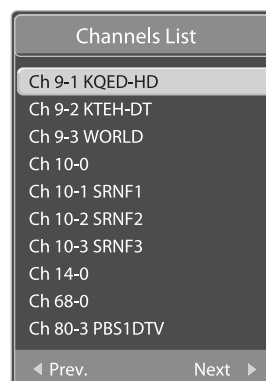 Channels List
Ch 9-1 KQED-HD
Ch 9-2 KTEH-DT
Ch 9-3 WORLD
Ch 10-0
Ch 10-1 SRNF1
Ch 10-2 SRNF2
Ch 10-3 SRNF3
Ch 14-0
Ch 68-0
Ch 80-3 PBS1DTV
Prev. Next